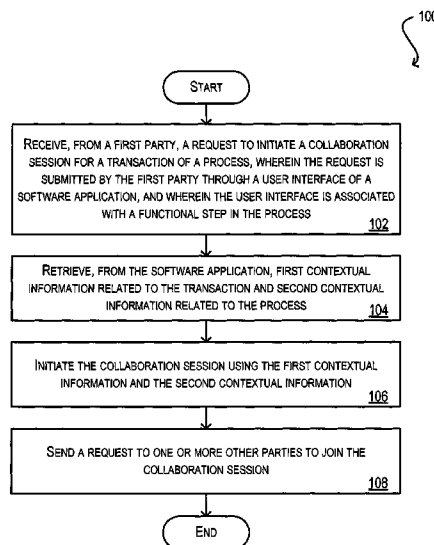 100
START
RECEIVE, FROM A FIRST PARTY, A REQUEST TO INITIATE A COLLABORATION
SESSION FOR A TRANSACTION OF A PROCESS, WHEREIN THE REQUEST IS
SUBMITTED BY THE FIRST PARTY THROUGH A USER INTERFACE OF A
SOFTWARE APPLICATION, AND WHEREIN THE USER INTERFACE IS ASSOCIATED
WITH A FUNCTIONAL STEP IN THE PROCESS
102
RETRIEVE, FROM THE SOFTWARE APPLICATION, FIRST CONTEXTUAL
INFORMATION RELATED TO THE TRANSACTION AND SECOND CONTEXTUAL
INFORMATION RELATED TO THE PROCESS
104
INITIATE THE COLLABORATION SESSION USING THE FIRST CONTEXTUAL
INFORMATION AND THE SECOND CONTEXTUAL INFORMATION
106
SEND A REQUEST TO ONE OR MORE OTHER PARTIES TO JOIN THE
COLLABORATION SESSION
108
END